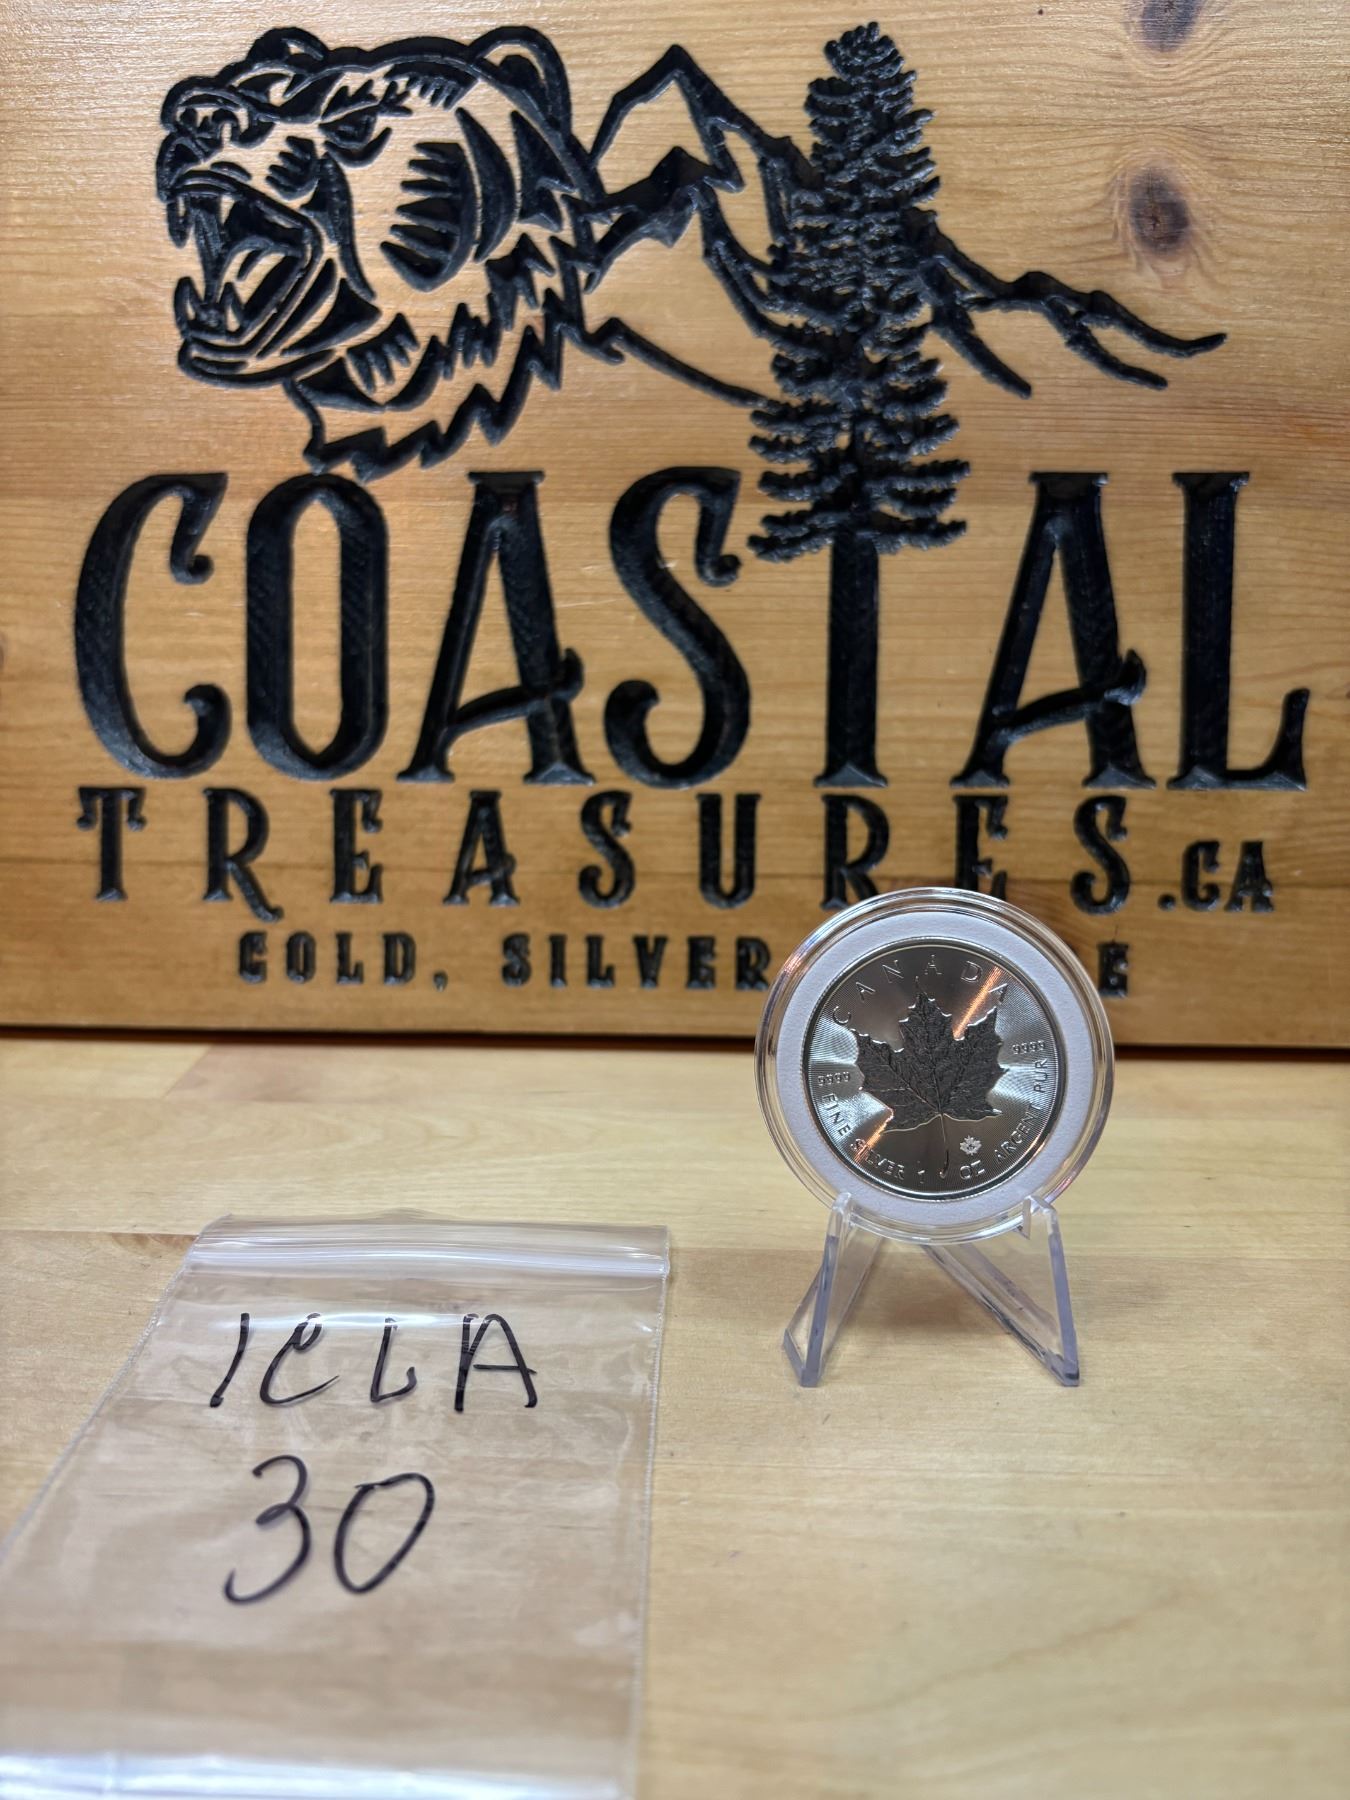 COASTAL
TREASURES.CA
GOLD, SILVER
CANADA
9999
9999
FINE SILVER 1 OZ ARGENT PUR
ICLA
30